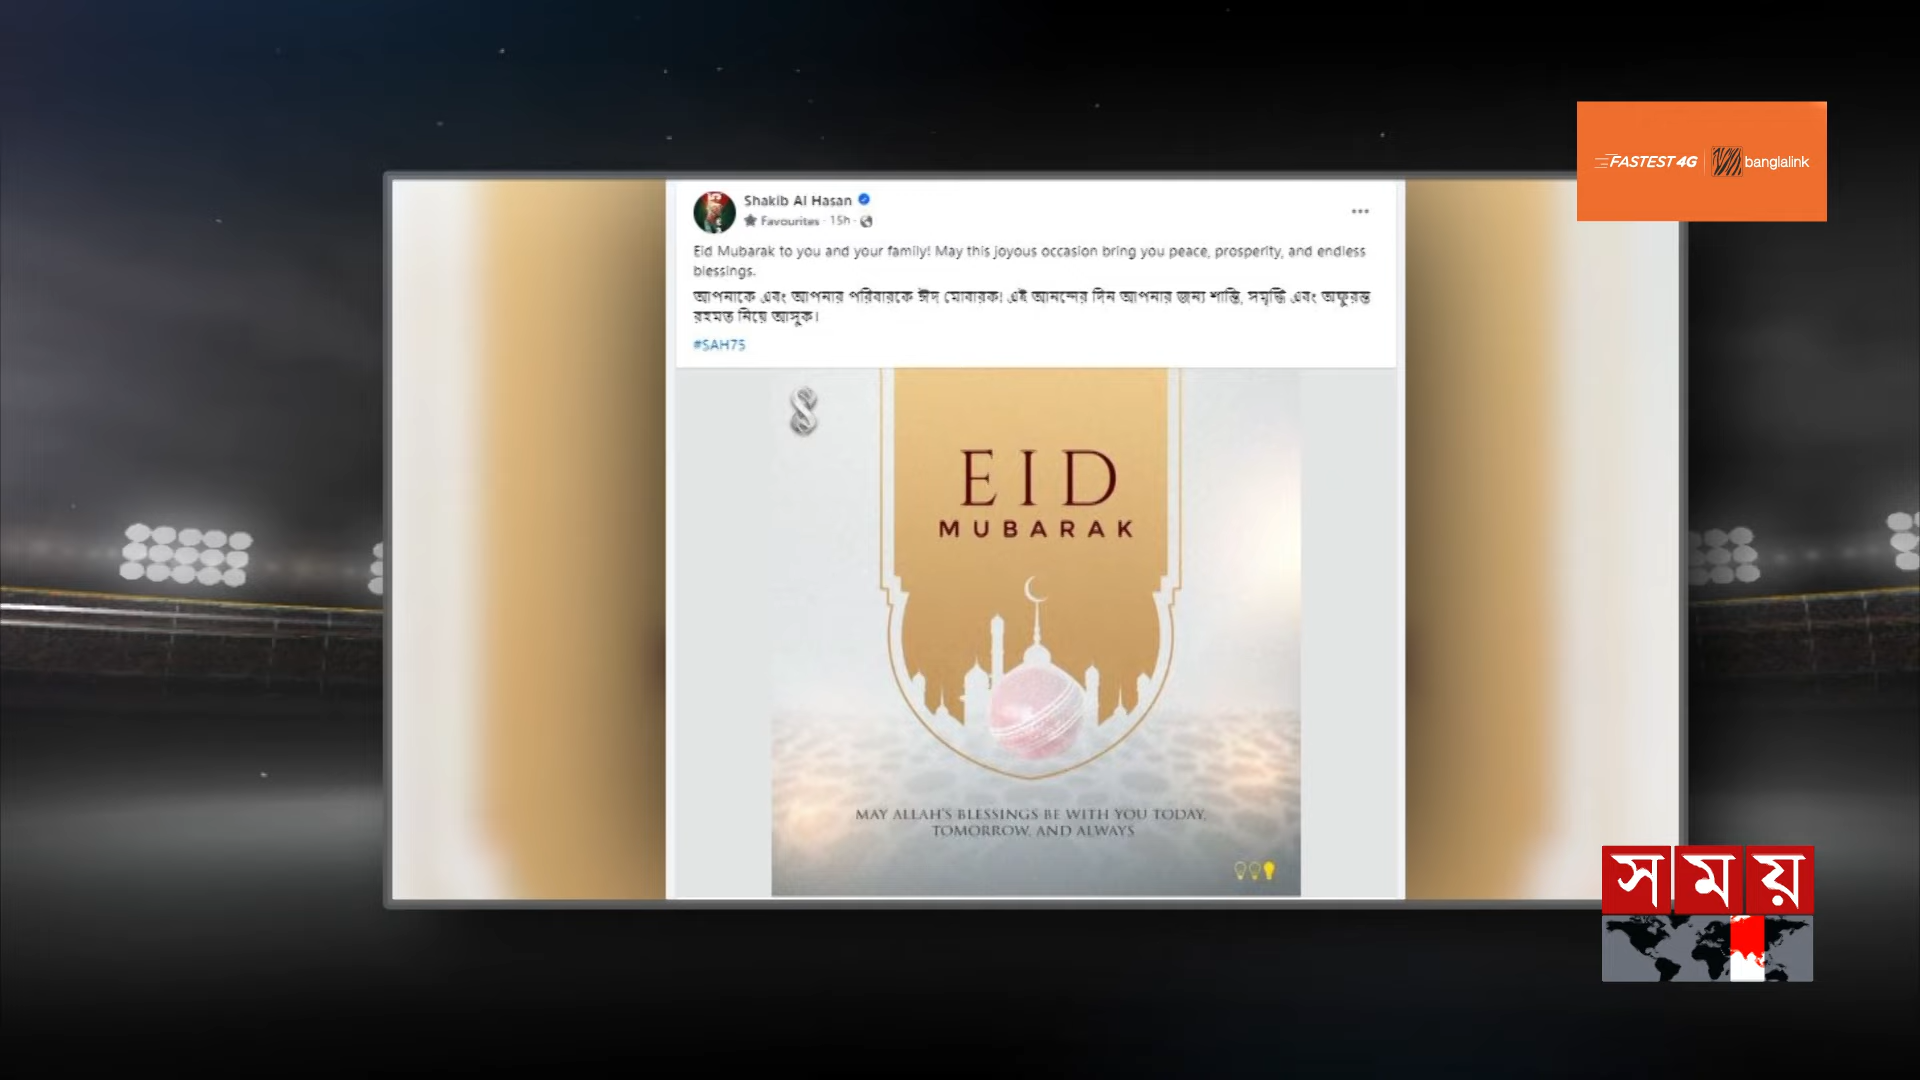 FASTEST 4G banglalink
Shakib Al Hasan
Favourites · 15h ·
Eid Mubarak to you and your family! May this joyous occasion bring you peace, prosperity, and endless
blessings.
আপনাকে এবং আপনার পরিবারকে ঈদ মোবারক! এই আনন্দের দিন আপনার জন্য শান্তি, সমৃদ্ধি এবং অফুরন্ত
রহমত নিয়ে আসুক।
#SAH75
EID
MUBARAK
MAY ALLAH'S BLESSINGS BE WITH YOU TODAY,
TOMORROW, AND ALWAYS
সময়